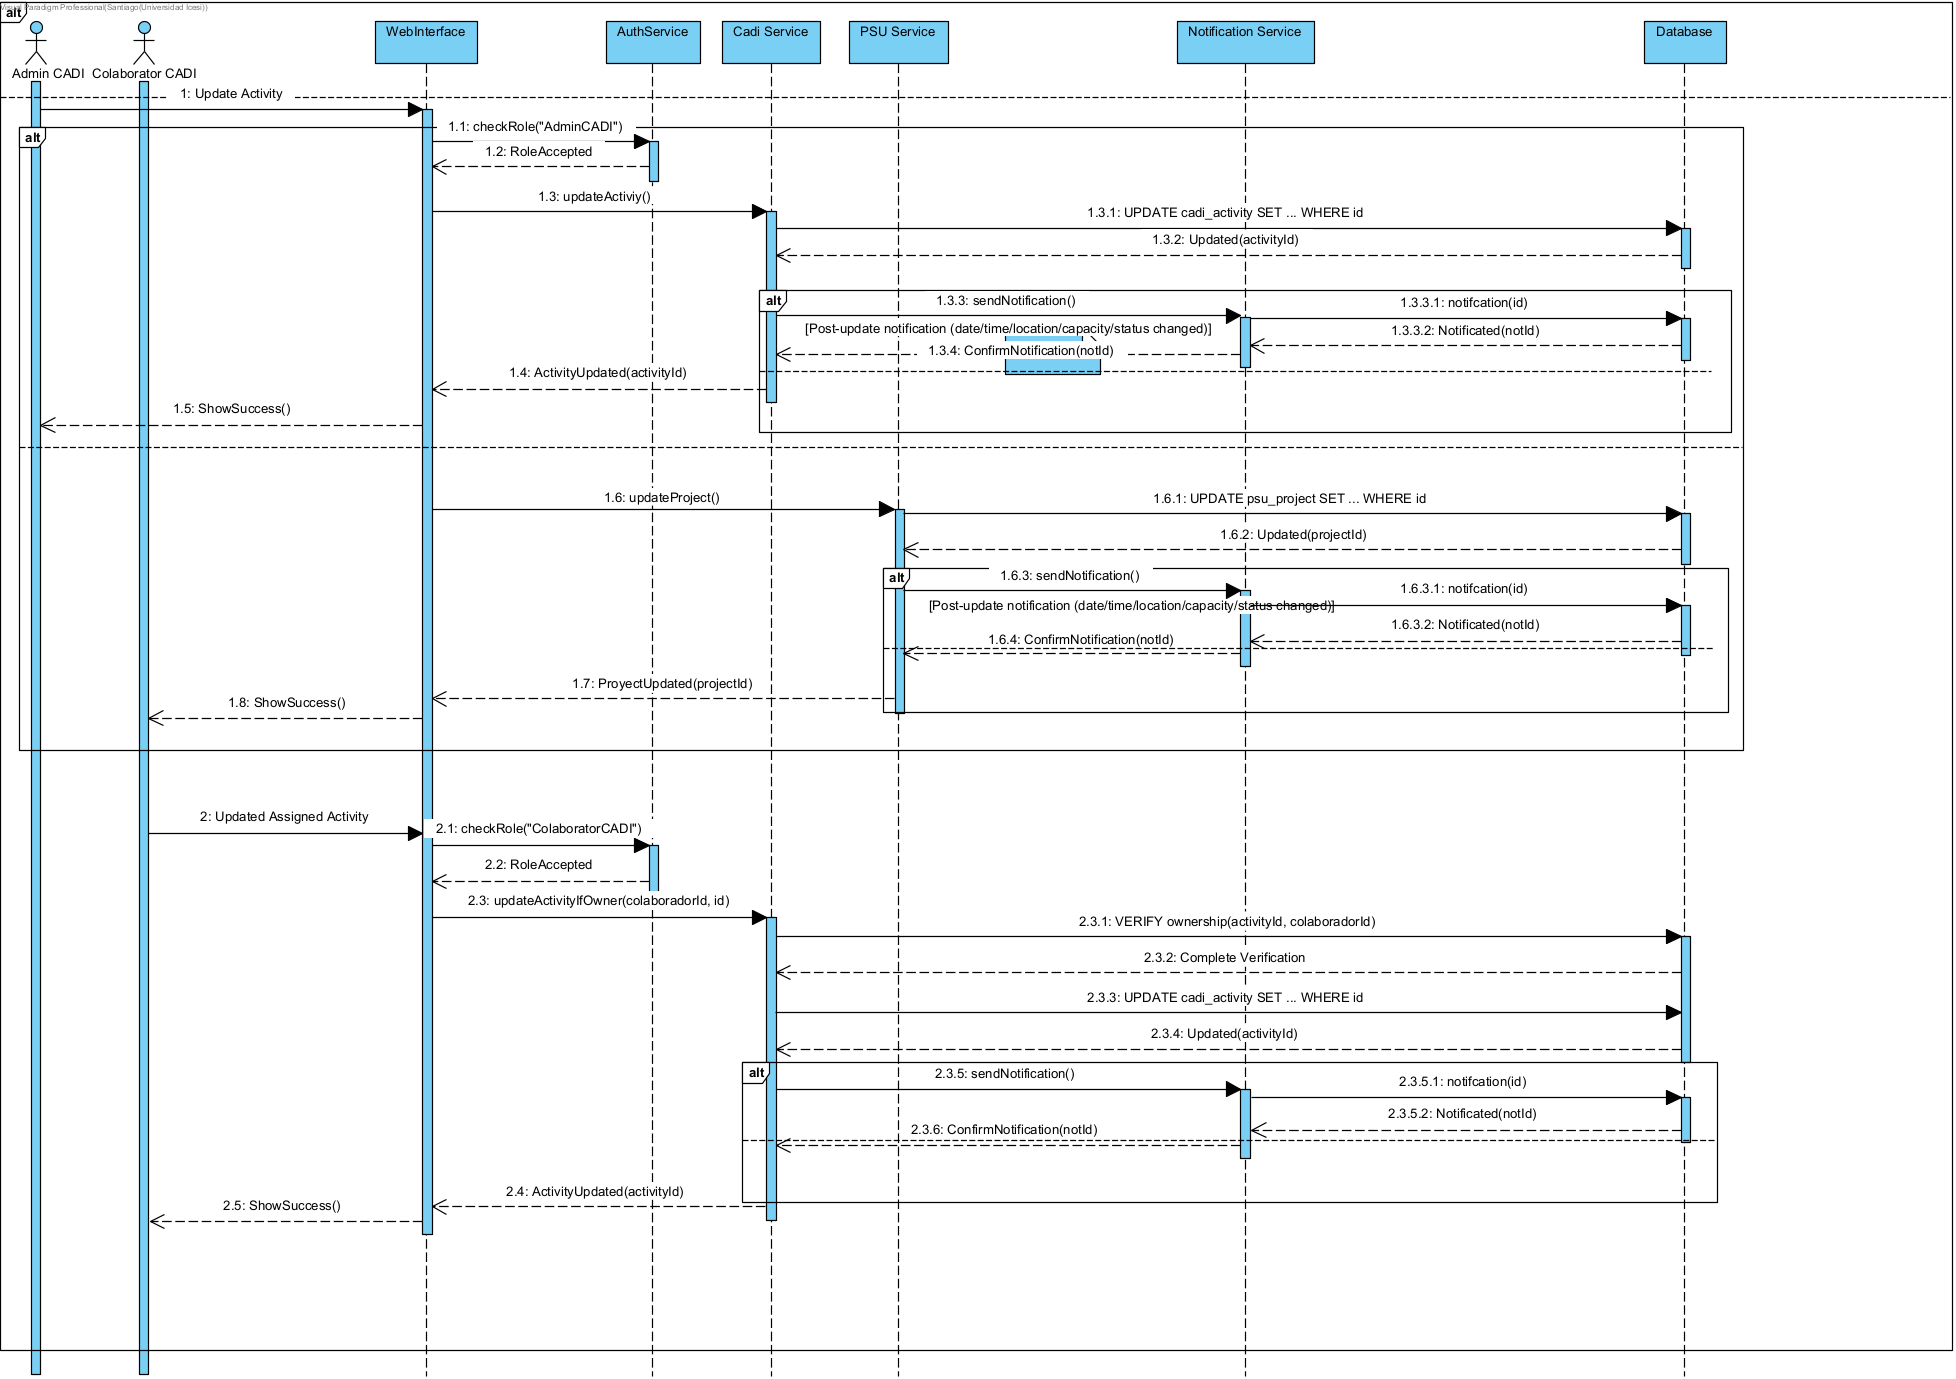 Visual Paradigm Professional(Santiago(Universidad Icesi))
alt
Admin CADI
Colaborator CADI
WebInterface
AuthService
Cadi Service
PSU Service
Notification Service
Database
1: Update Activity
alt
1.1: checkRole("AdminCADI")
1.2: RoleAccepted
1.3: updateActiviy()
1.3.1: UPDATE cadi_activity SET ... WHERE id
1.3.2: Updated(activityId)
alt
1.3.3: sendNotification()
1.3.3.1: notifcation(id)
[Post-update notification (date/time/location/capacity/status changed)]
1.3.3.2: Notificated(notId)
1.3.4: ConfirmNotification(notId)
1.4: ActivityUpdated(activityId)
1.5: ShowSuccess()
1.6: updateProject()
1.6.1: UPDATE psu_project SET ... WHERE id
1.6.2: Updated(projectId)
alt
1.6.3: sendNotification()
1.6.3.1: notifcation(id)
[Post-update notification (date/time/location/capacity/status changed)]
1.6.3.2: Notificated(notId)
1.6.4: ConfirmNotification(notId)
1.7: ProyectUpdated(projectId)
1.8: ShowSuccess()
2: Updated Assigned Activity
2.1: checkRole("ColaboratorCADI")
2.2: RoleAccepted
2.3: updateActivityIfOwner(colaboradorId, id)
2.3.1: VERIFY ownership(activityId, colaboradorId)
2.3.2: Complete Verification
2.3.3: UPDATE cadi_activity SET ... WHERE id
2.3.4: Updated(activityId)
alt
2.3.5: sendNotification()
2.3.5.1: notifcation(id)
2.3.5.2: Notificated(notId)
2.3.6: ConfirmNotification(notId)
2.4: ActivityUpdated(activityId)
2.5: ShowSuccess()